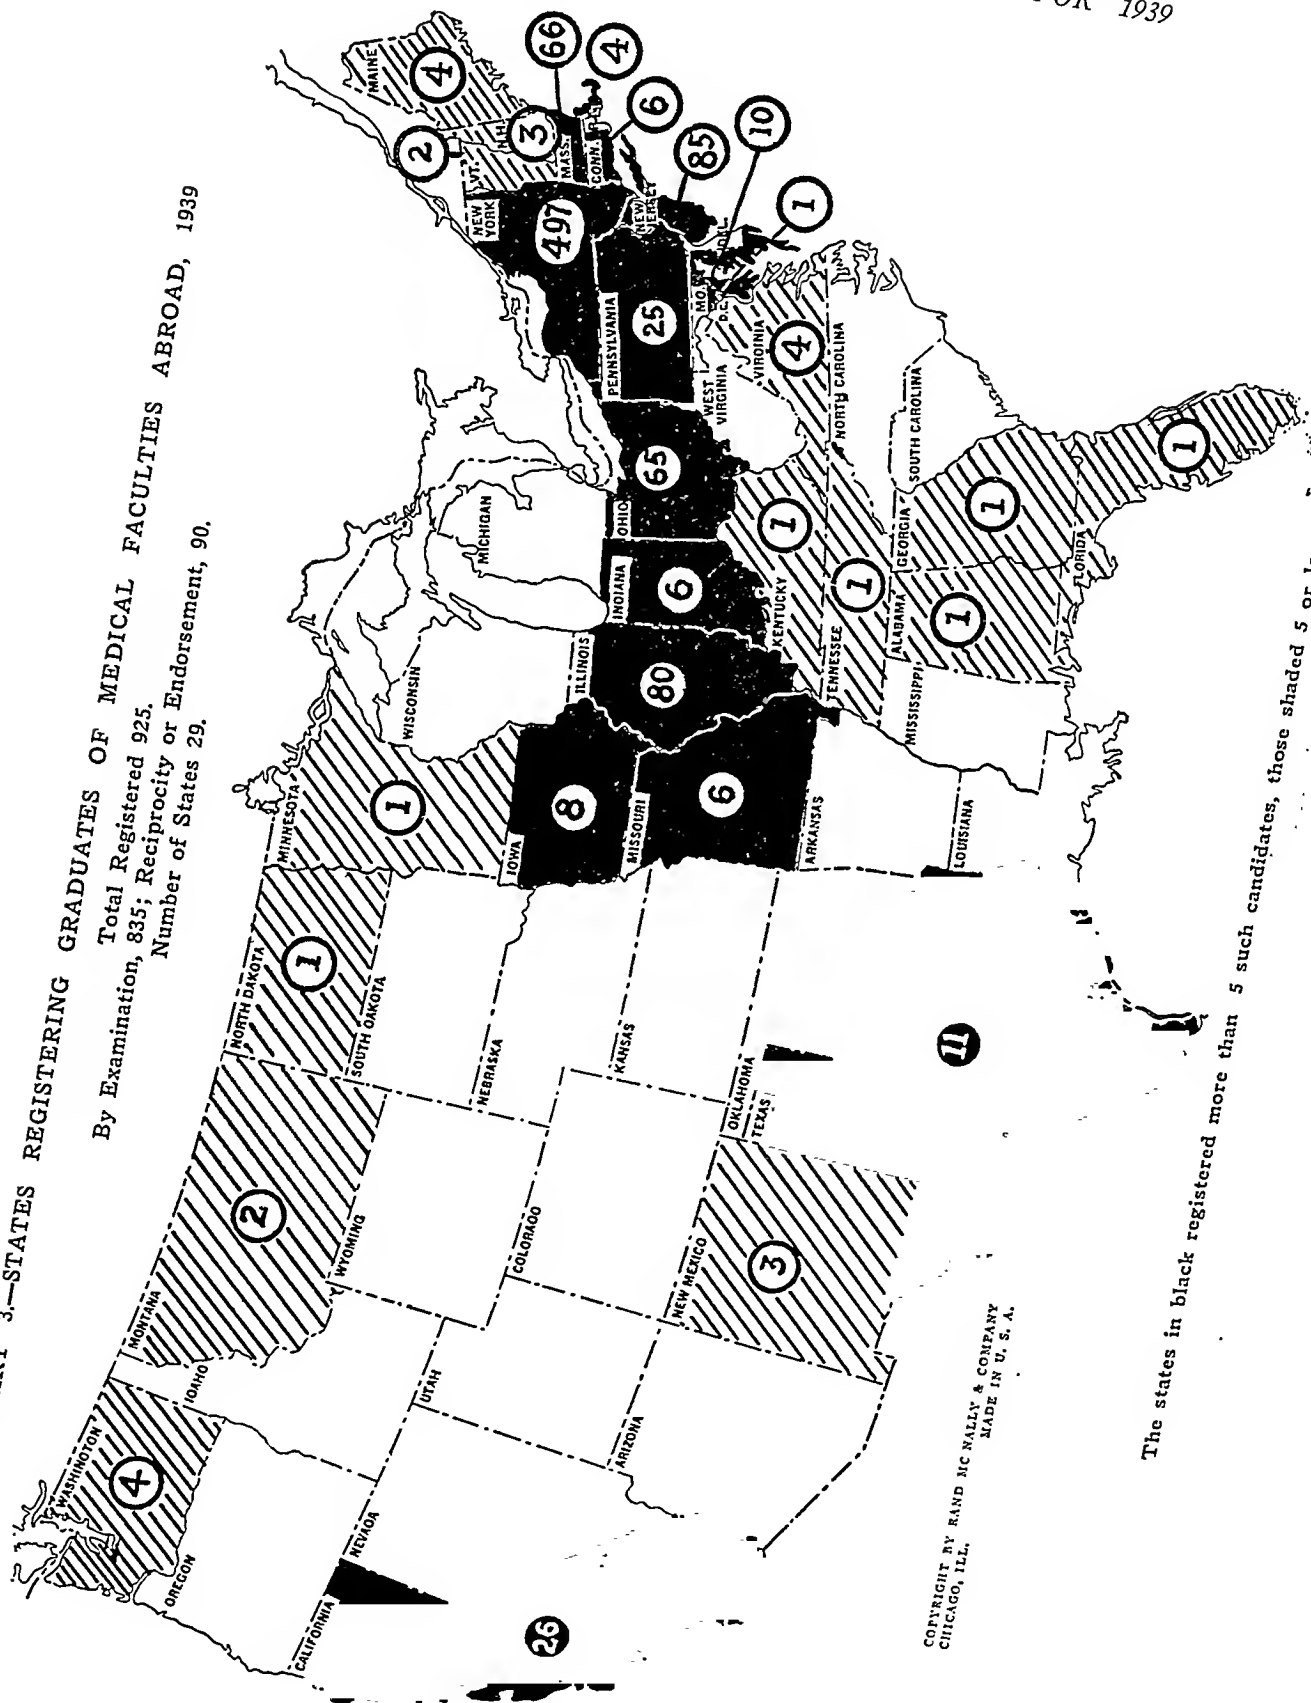 FOR 1939
3.—STATES REGISTERING GRADUATES OF MEDICAL FACULTIES ABROAD, 1939
Total Registered 925.
By Examination, 835; Reciprocity or Endorsement, 90.
Number of States 29.
WASHINGTON
4
OREGON
CALIFORNIA
26
NEVADA
IDAHO
MONTANA
2
WYOMING
UTAH
COLORADO
ARIZONA
NEW MEXICO
3
NORTH DAKOTA
1
SOUTH DAKOTA
NEBRASKA
KANSAS
OKLAHOMA
TEXAS
11
MINNESOTA
1
IOWA
8
MISSOURI
6
ARKANSAS
LOUISIANA
WISCONSIN
ILLINOIS
80
MICHIGAN
INDIANA
6
OHIO
65
KENTUCKY
1
TENNESSEE
1
MISSISSIPPI
ALABAMA
1
GEORGIA
1
FLORIDA
1
SOUTH CAROLINA
NORTH CAROLINA
VIRGINIA
4
WEST
VIRGINIA
PENNSYLVANIA
25
NEW
YORK
497
NEW
JERSEY
85
MD.
10
D.C.
DEL.
1
VT.
2
N.H.
3
MAINE
4
MASS.
66
4
CONN.
6
COPYRIGHT BY RAND MC NALLY & COMPANY
CHICAGO, ILL. MADE IN U. S. A.
The states in black registered more than 5 such candidates, those shaded 5 or